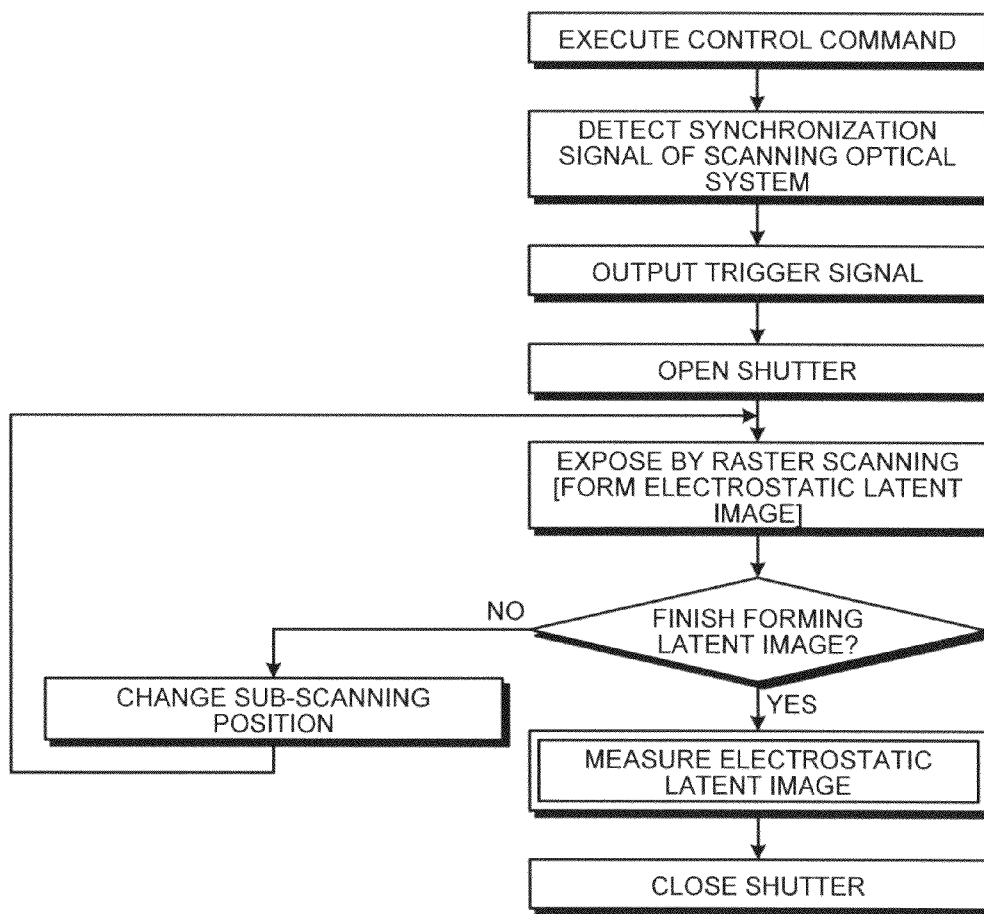 EXECUTE CONTROL COMMAND
DETECT SYNCHRONIZATION
SIGNAL OF SCANNING OPTICAL
SYSTEM
OUTPUT TRIGGER SIGNAL
OPEN SHUTTER
EXPOSE BY RASTER SCANNING
[FORM ELECTROSTATIC LATENT
IMAGE]
FINISH FORMING
LATENT IMAGE?
NO
CHANGE SUB-SCANNING
POSITION
YES
MEASURE ELECTROSTATIC
LATENT IMAGE
CLOSE SHUTTER